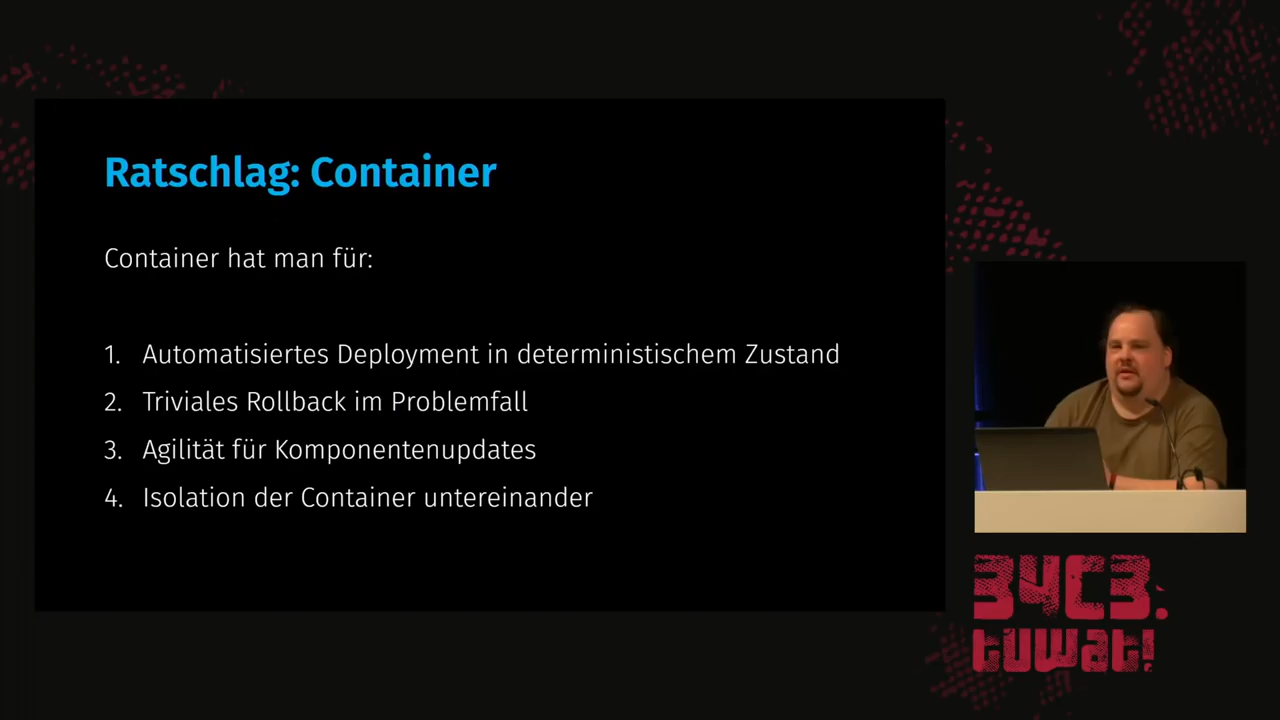 Ratschlag: Container
Container hat man für:
1. Automatisiertes Deployment in deterministischem Zustand
2. Triviales Rollback im Problemfall
3. Agilität für Komponentenupdates
4. Isolation der Container untereinander
34C3.
tuwat!